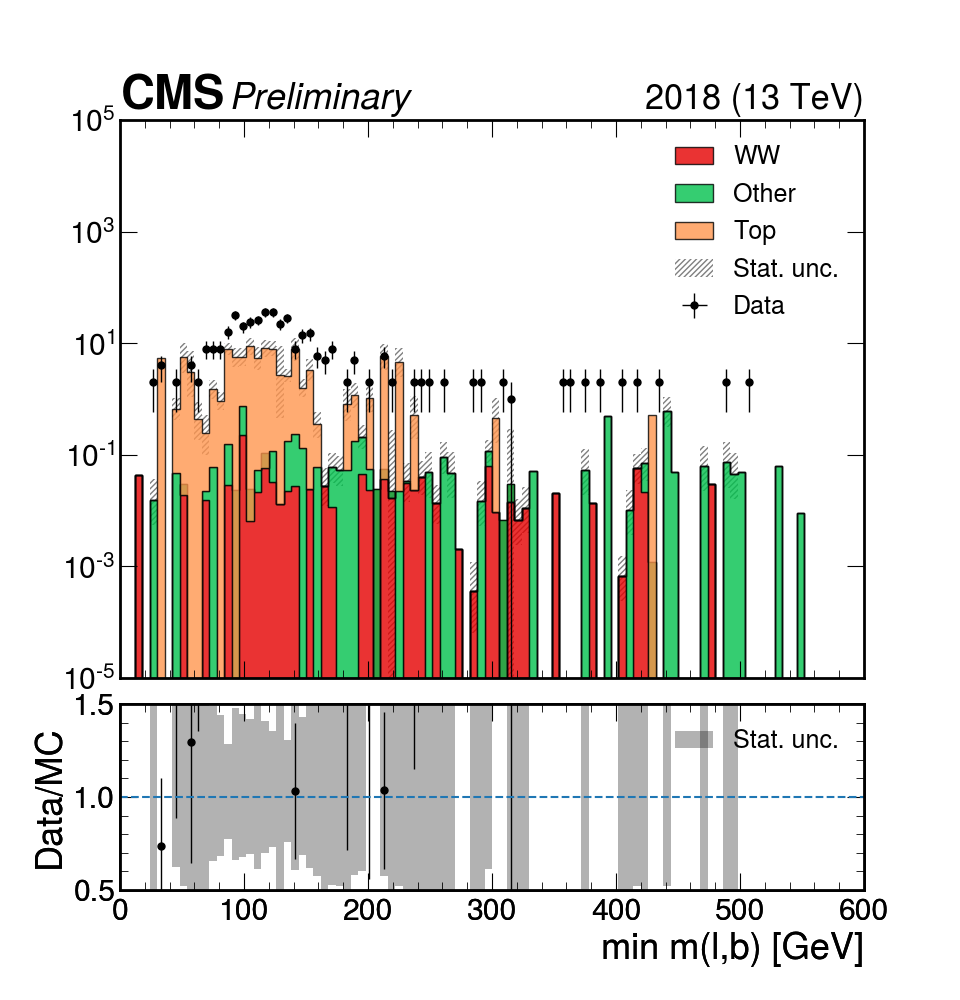 CMS Preliminary 2018 (13 TeV)
10^5
10^3
10^1
10^-1
10^-3
10^-5
WW
Other
Top
Stat. unc.
Data
Data/MC
1.5
1.0
0.5
Stat. unc.
0 100 200 300 400 500 600
min m(l,b) [GeV]